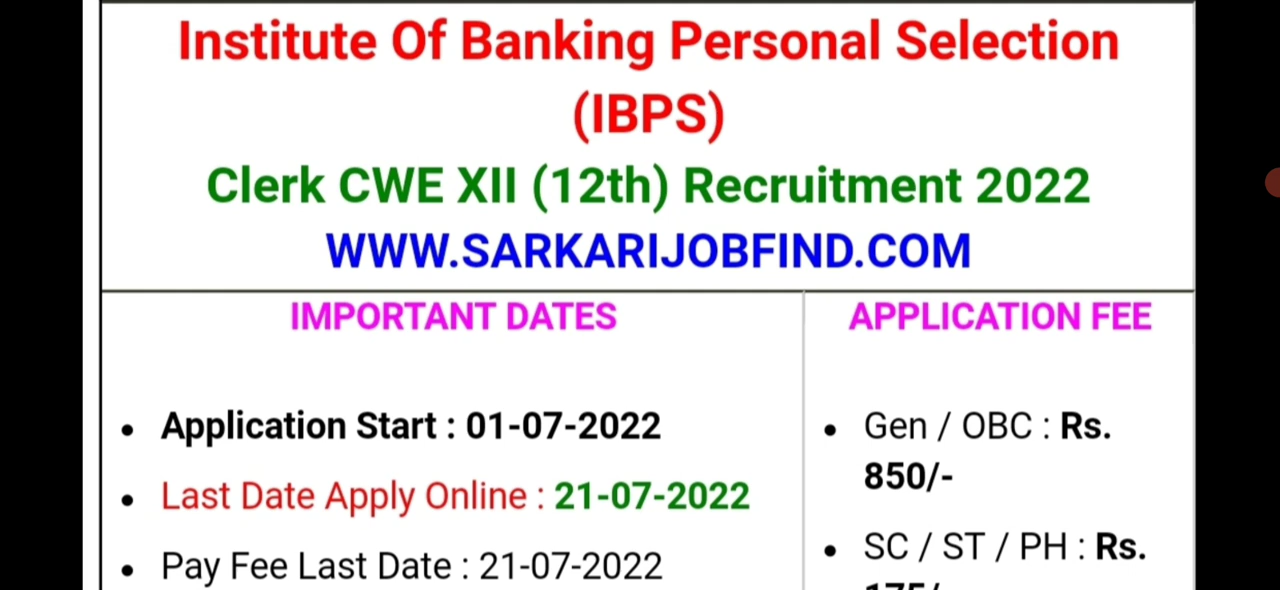 Institute Of Banking Personal Selection
(IBPS)
Clerk CWE XII (12th) Recruitment 2022
WWW.SARKARIJOBFIND.COM
IMPORTANT DATES
• Application Start : 01-07-2022
• Last Date Apply Online : 21-07-2022
• Pay Fee Last Date : 21-07-2022
APPLICATION FEE
• Gen / OBC : Rs.
850/-
• SC / ST / PH : Rs.